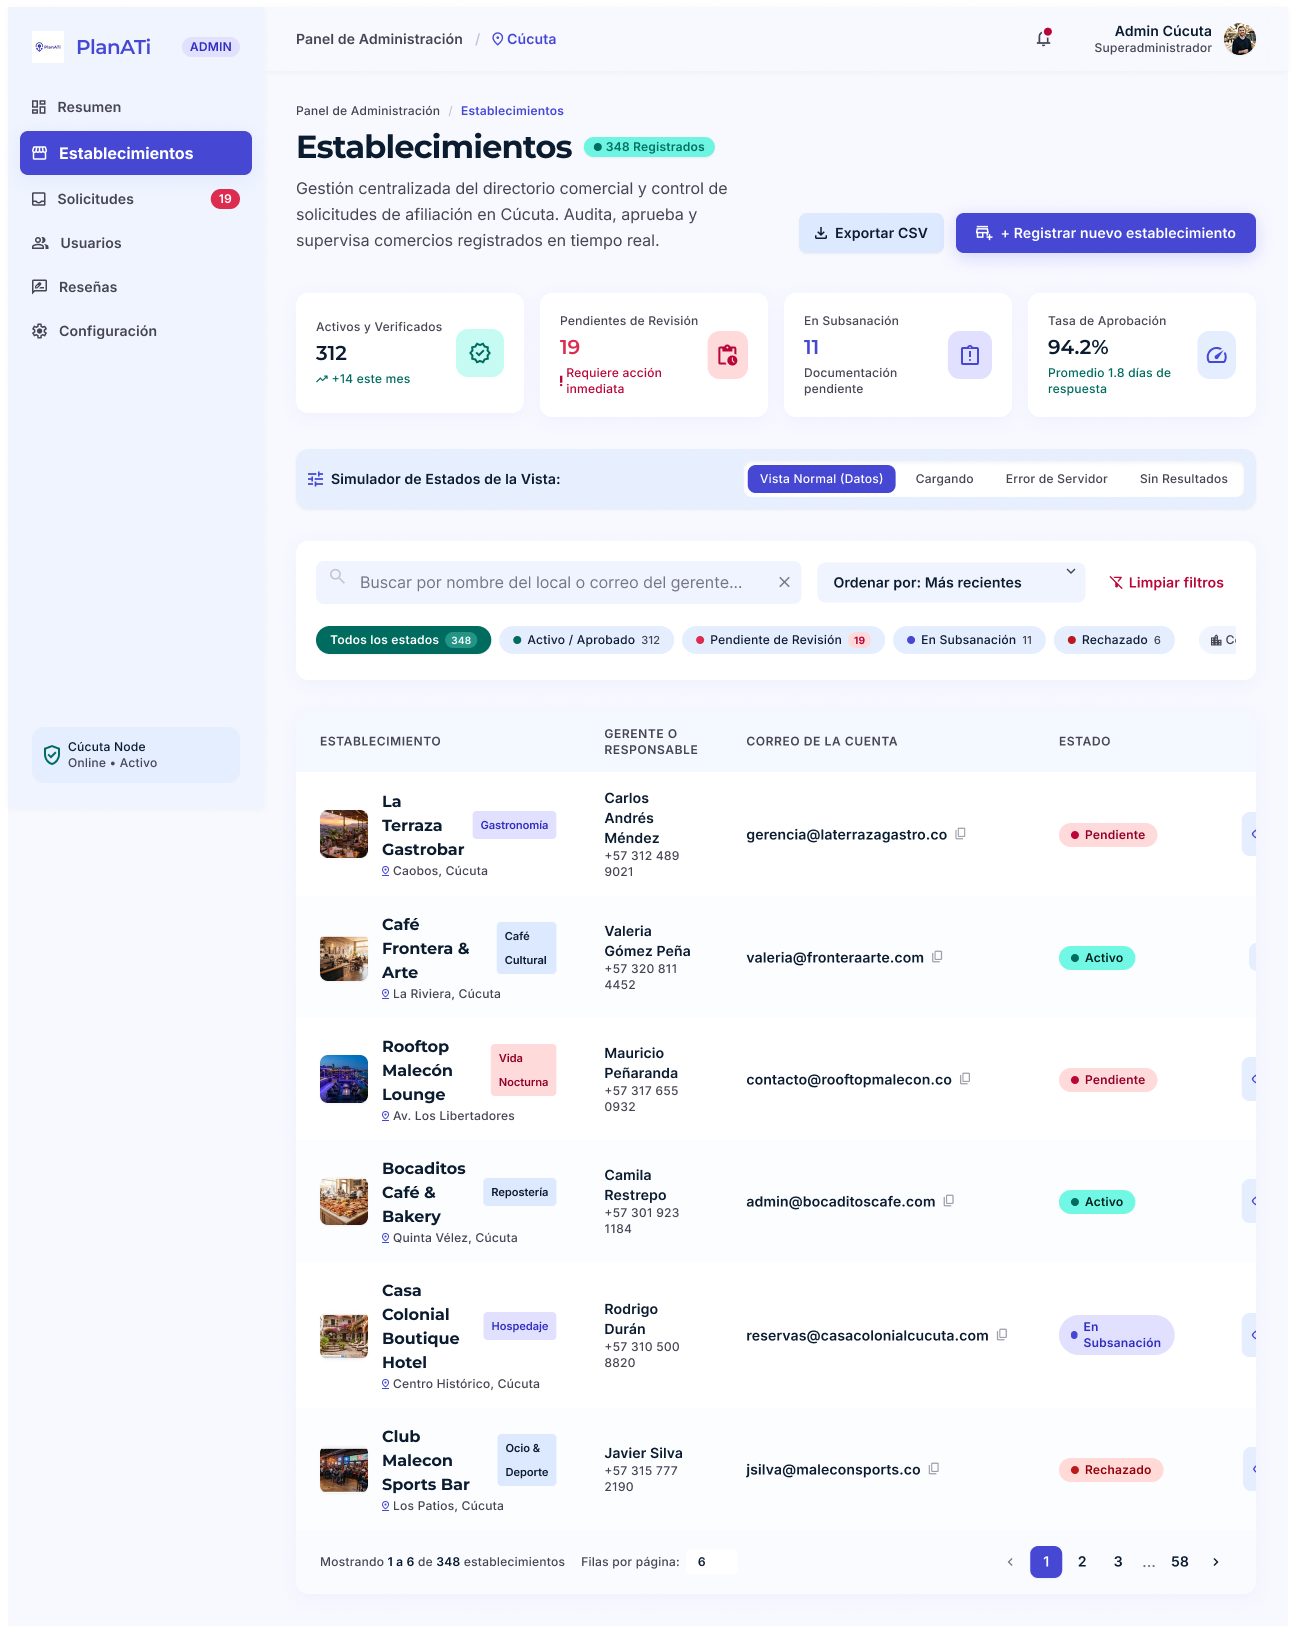 PlanATi
PlanATi
ADMIN
Resumen
Establecimientos
Solicitudes
19
Usuarios
Reseñas
Configuración
Cúcuta Node
Online • Activo
Panel de Administración / Cúcuta
Admin Cúcuta
Superadministrador
Panel de Administración / Establecimientos
Establecimientos
348 Registrados
Gestión centralizada del directorio comercial y control de
solicitudes de afiliación en Cúcuta. Audita, aprueba y
supervisa comercios registrados en tiempo real.
Exportar CSV
+ Registrar nuevo establecimiento
Activos y Verificados
312
+14 este mes
Pendientes de Revisión
19
Requiere acción
inmediata
En Subsanación
11
Documentación
pendiente
Tasa de Aprobación
94.2%
Promedio 1.8 días de
respuesta
Simulador de Estados de la Vista:
Vista Normal (Datos)
Cargando
Error de Servidor
Sin Resultados
Buscar por nombre del local o correo del gerente...
Ordenar por: Más recientes
Limpiar filtros
Todos los estados 348
Activo / Aprobado 312
Pendiente de Revisión 19
En Subsanación 11
Rechazado 6
ESTABLECIMIENTO
GERENTE O
RESPONSABLE
CORREO DE LA CUENTA
ESTADO
La
Terraza
Gastrobar
Gastronomía
Caobos, Cúcuta
Carlos
Andrés
Méndez
+57 312 489
9021
gerencia@laterrazagastro.co
Pendiente
Café
Frontera &
Arte
Café
Cultural
La Riviera, Cúcuta
Valeria
Gómez Peña
+57 320 811
4452
valeria@fronteraarte.com
Activo
Rooftop
Malecón
Lounge
Vida
Nocturna
Av. Los Libertadores
Mauricio
Peñaranda
+57 317 655
0932
contacto@rooftopmalecon.co
Pendiente
Bocaditos
Café &
Bakery
Repostería
Quinta Vélez, Cúcuta
Camila
Restrepo
+57 301 923
1184
admin@bocaditoscafe.com
Activo
Casa
Colonial
Boutique
Hotel
Hospedaje
Centro Histórico, Cúcuta
Rodrigo
Durán
+57 310 500
8820
reservas@casacolonialcucuta.com
En
Subsanación
Club
Malecon
Sports Bar
Ocio &
Deporte
Los Patios, Cúcuta
Javier Silva
+57 315 777
2190
jsilva@maleconsports.co
Rechazado
Mostrando 1 a 6 de 348 establecimientos
Filas por página: 6
1 2 3 ... 58